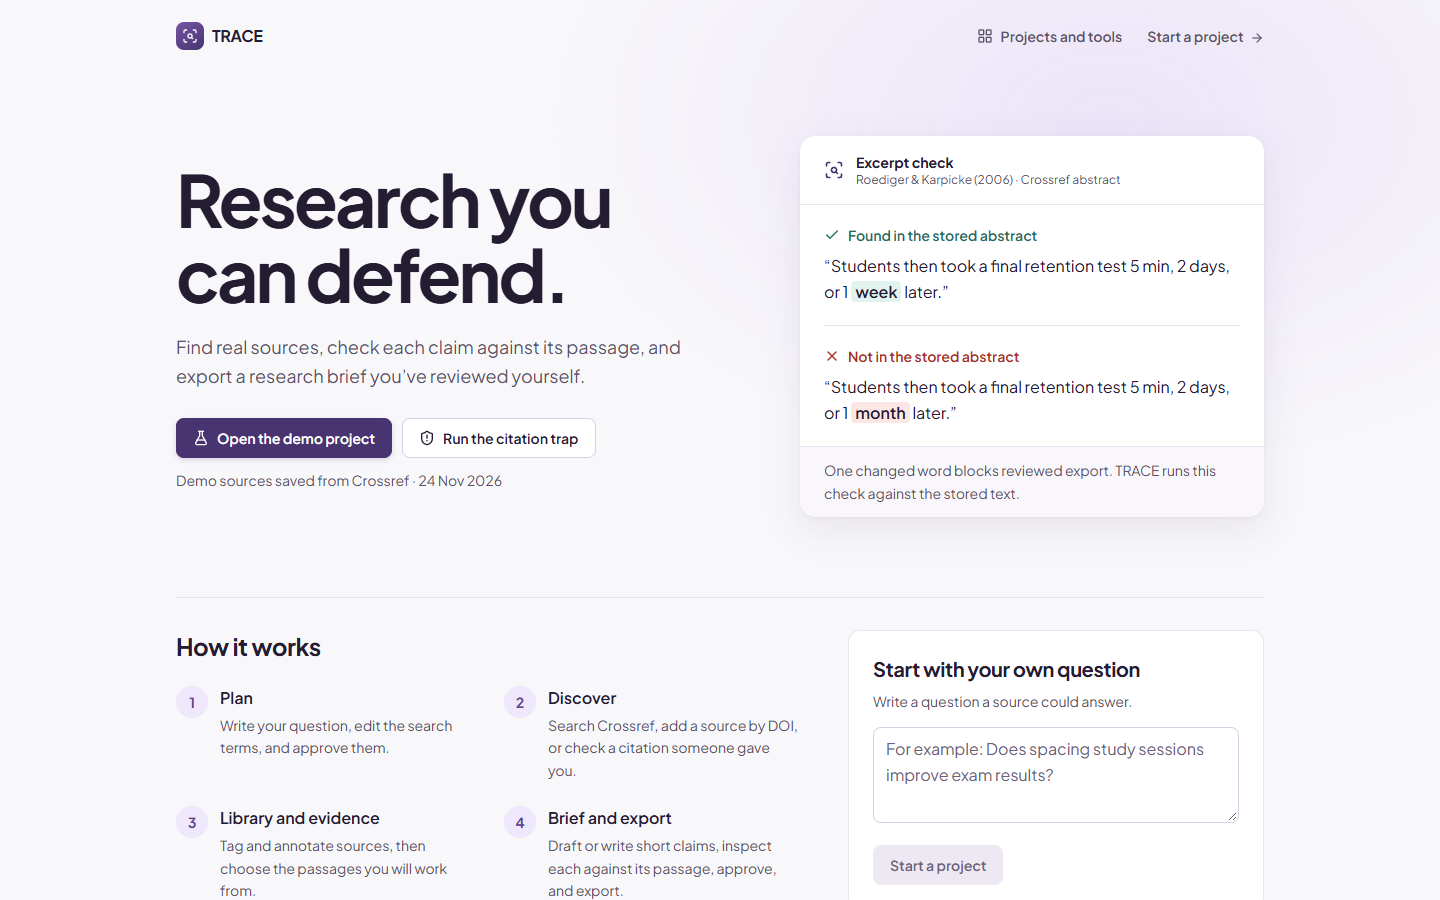 TRACE
Projects and tools
Start a project →
Research you
can defend.
Find real sources, check each claim against its passage, and
export a research brief you’ve reviewed yourself.
Open the demo project
Run the citation trap
Demo sources saved from Crossref · 24 Nov 2026
Excerpt check
Roediger & Karpicke (2006) · Crossref abstract
Found in the stored abstract
“Students then took a final retention test 5 min, 2 days,
or 1 week later.”
Not in the stored abstract
“Students then took a final retention test 5 min, 2 days,
or 1 month later.”
One changed word blocks reviewed export. TRACE runs this
check against the stored text.
How it works
1
Plan
Write your question, edit the search
terms, and approve them.
2
Discover
Search Crossref, add a source by DOI,
or check a citation someone gave
you.
3
Library and evidence
Tag and annotate sources, then
choose the passages you will work
from.
4
Brief and export
Draft or write short claims, inspect
each against its passage, approve,
and export.
Start with your own question
Write a question a source could answer.
For example: Does spacing study sessions
improve exam results?
Start a project